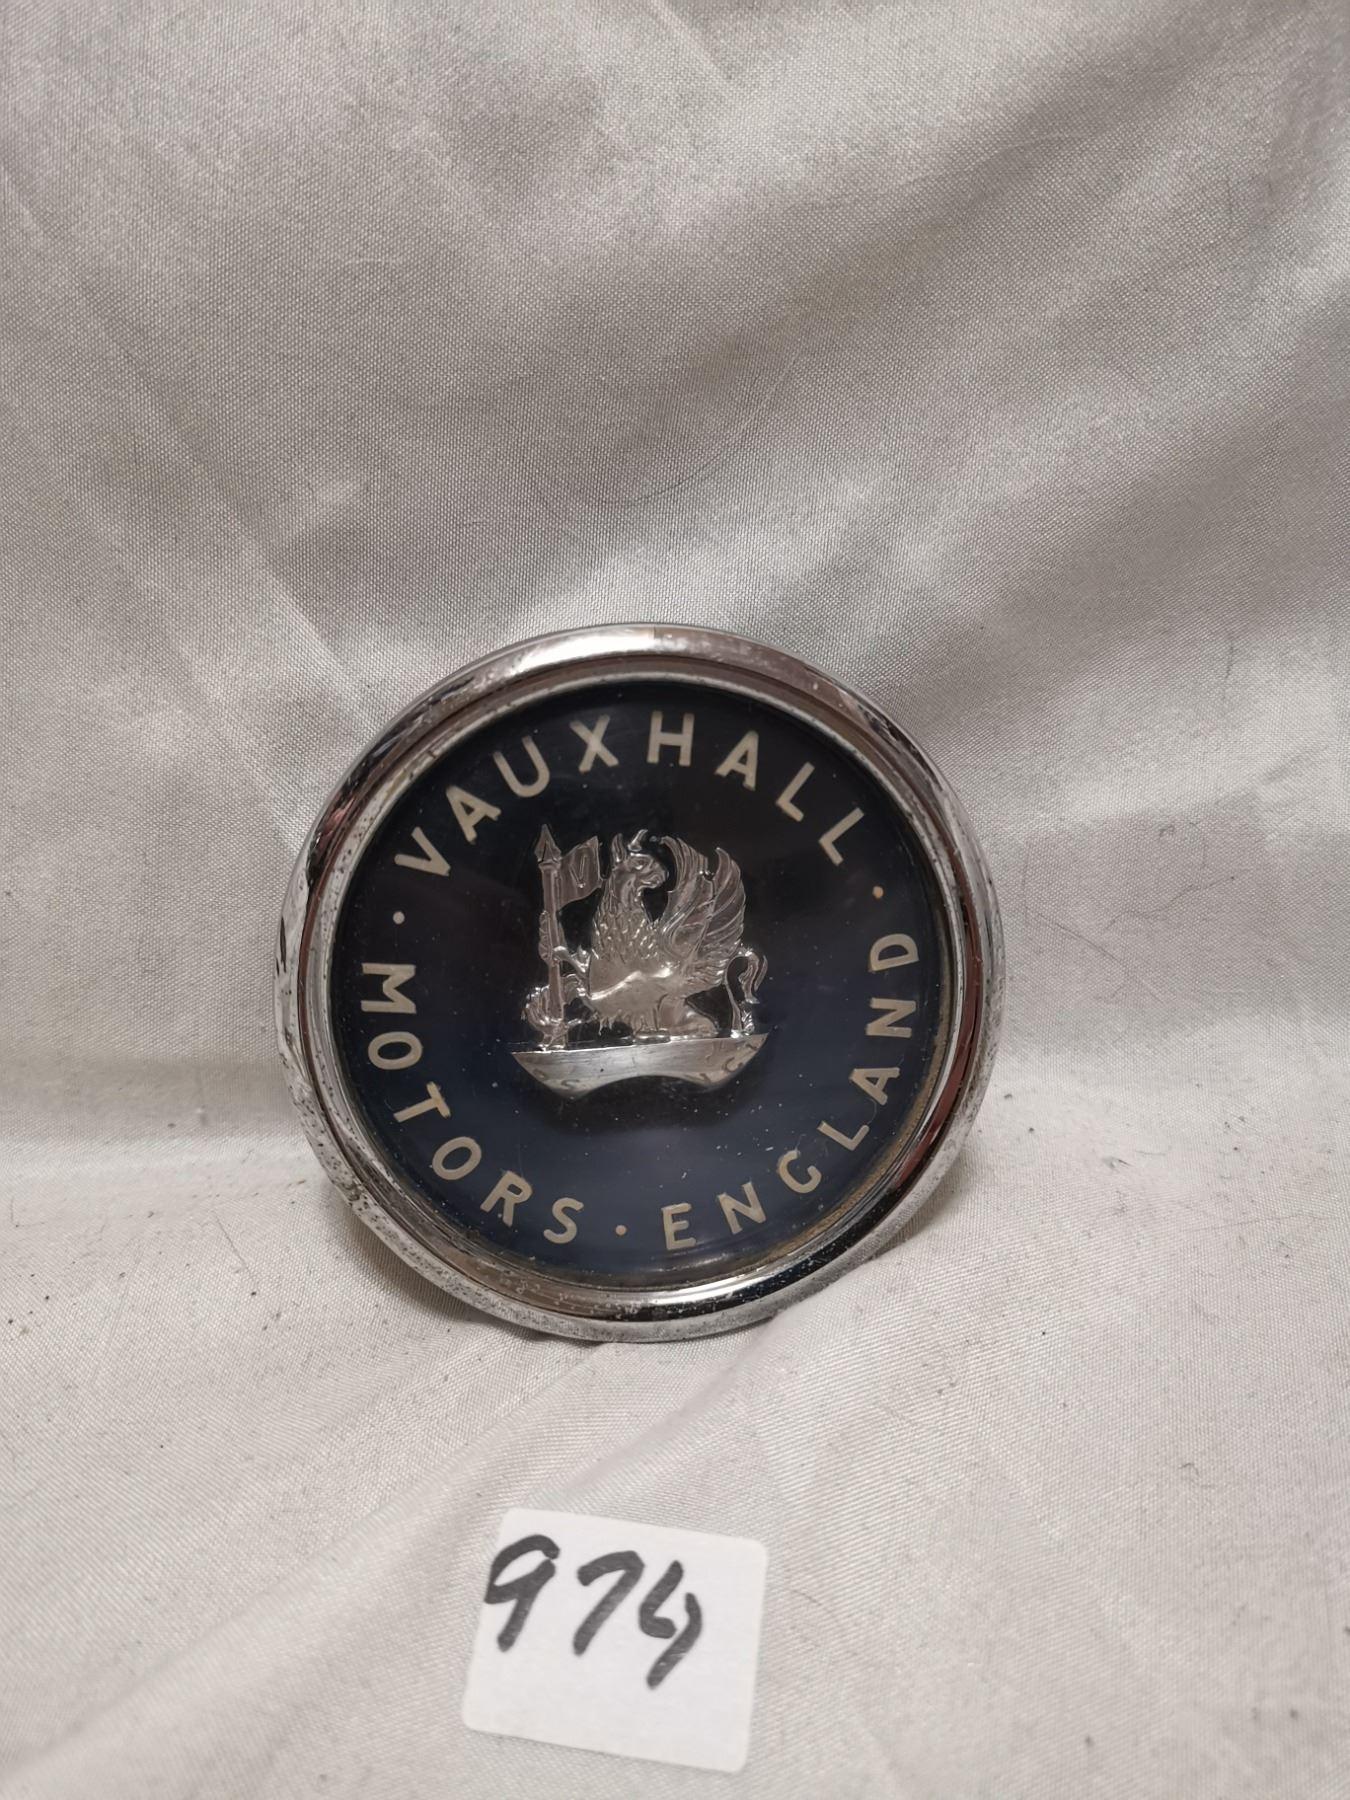 VAUXHALL · MOTORS · ENGLAND ·
V
974